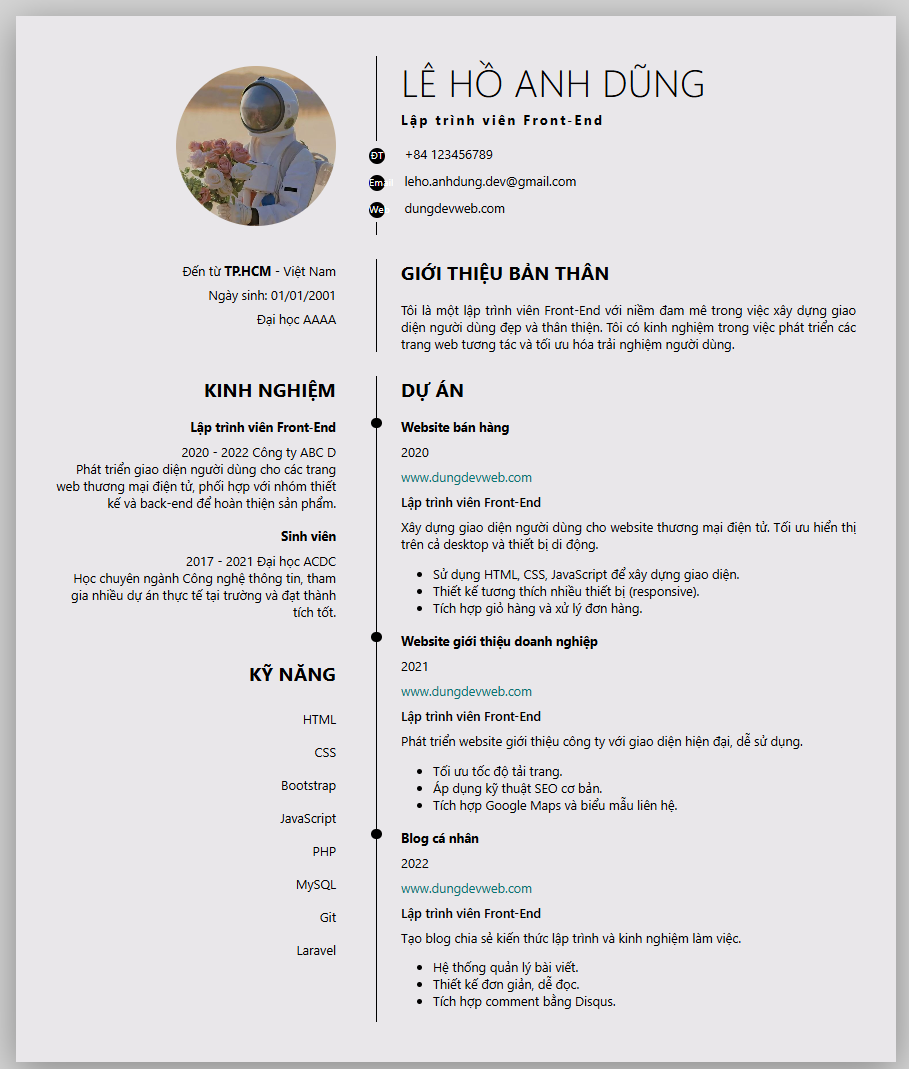 LÊ HỒ ANH DŨNG
Lập trình viên Front-End
ĐT +84 123456789
Email leho.anhdung.dev@gmail.com
Web dungdevweb.com
Đến từ TP.HCM - Việt Nam
Ngày sinh: 01/01/2001
Đại học AAAA
GIỚI THIỆU BẢN THÂN
Tôi là một lập trình viên Front-End với niềm đam mê trong việc xây dựng giao
diện người dùng đẹp và thân thiện. Tôi có kinh nghiệm trong việc phát triển các
trang web tương tác và tối ưu hóa trải nghiệm người dùng.
KINH NGHIỆM
Lập trình viên Front-End
2020 - 2022 Công ty ABC D
Phát triển giao diện người dùng cho các trang
web thương mại điện tử, phối hợp với nhóm thiết
kế và back-end để hoàn thiện sản phẩm.
Sinh viên
2017 - 2021 Đại học ACDC
Học chuyên ngành Công nghệ thông tin, tham
gia nhiều dự án thực tế tại trường và đạt thành
tích tốt.
KỸ NĂNG
HTML
CSS
Bootstrap
JavaScript
PHP
MySQL
Git
Laravel
DỰ ÁN
Website bán hàng
2020
www.dungdevweb.com
Lập trình viên Front-End
Xây dựng giao diện người dùng cho website thương mại điện tử. Tối ưu hiển thị
trên cả desktop và thiết bị di động.
• Sử dụng HTML, CSS, JavaScript để xây dựng giao diện.
• Thiết kế tương thích nhiều thiết bị (responsive).
• Tích hợp giỏ hàng và xử lý đơn hàng.
Website giới thiệu doanh nghiệp
2021
www.dungdevweb.com
Lập trình viên Front-End
Phát triển website giới thiệu công ty với giao diện hiện đại, dễ sử dụng.
• Tối ưu tốc độ tải trang.
• Áp dụng kỹ thuật SEO cơ bản.
• Tích hợp Google Maps và biểu mẫu liên hệ.
Blog cá nhân
2022
www.dungdevweb.com
Lập trình viên Front-End
Tạo blog chia sẻ kiến thức lập trình và kinh nghiệm làm việc.
• Hệ thống quản lý bài viết.
• Thiết kế đơn giản, dễ đọc.
• Tích hợp comment bằng Disqus.